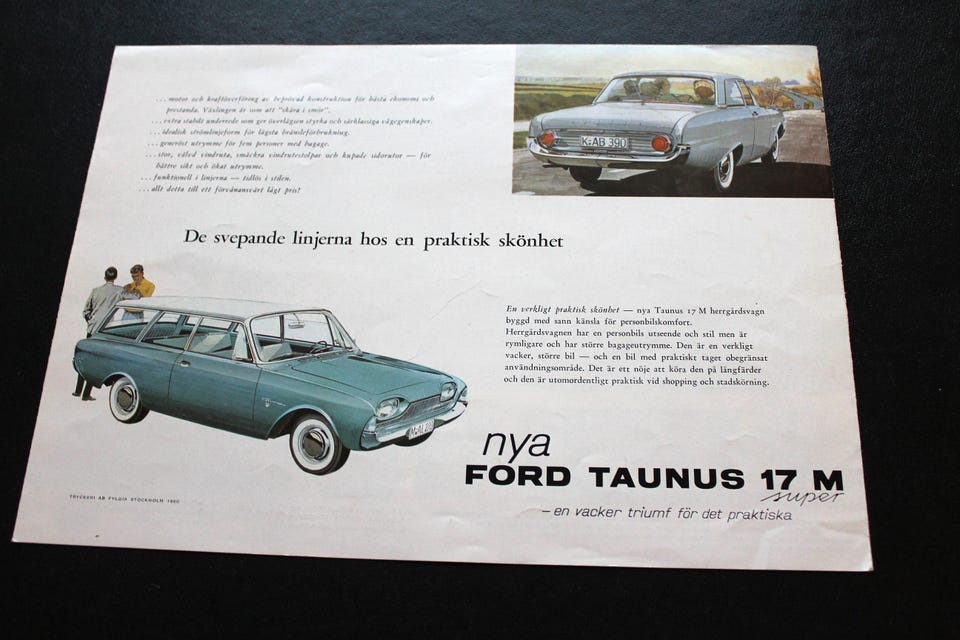 ...motor och kraftöverföring av beprövad konstruktion för bästa ekonomi och
prestanda. Växlingen är som att "skära i smör".
...extra stabilt underrede som ger överlägsen styrka och särklassiga vägegenskaper.
...idealisk strömlinjeform för lägsta bränsleförbrukning.
...generöst utrymme för fem personer med bagage.
...stor, välvd vindruta, smäckra vindrutestolpar och kupade sidorutor — för
bättre sikt och ökat utrymme.
...funktionell i linjerna — tidlös i stilen.
...allt detta till ett förvånansvärt lågt pris!
K-AB 390
De svepande linjerna hos en praktisk skönhet
En verkligt praktisk skönhet — nya Taunus 17 M herrgårdsvagn
byggd med sann känsla för personbilskomfort.
Herrgårdsvagnen har en personbils utseende och stil men är
rymligare och har större bagageutrymme. Den är en verkligt
vacker, större bil — och en bil med praktiskt taget obegränsat
användningsområde. Det är ett nöje att köra den på långfärder
och den är utomordentligt praktisk vid shopping och stadskörning.
nya
FORD TAUNUS 17 M
super
– en vacker triumf för det praktiska
TRYCKERI AB FYLGIA STOCKHOLM 1960